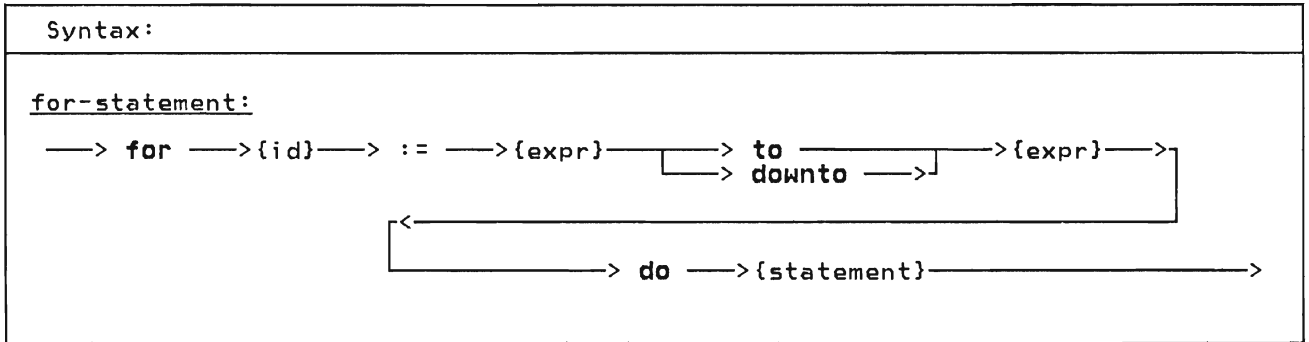 Syntax:
for-statement:
──> for ──>{id}──> := ──>{expr}────> to ────>{expr}──>
──> downto ──>
<
──> do ──>{statement}──>